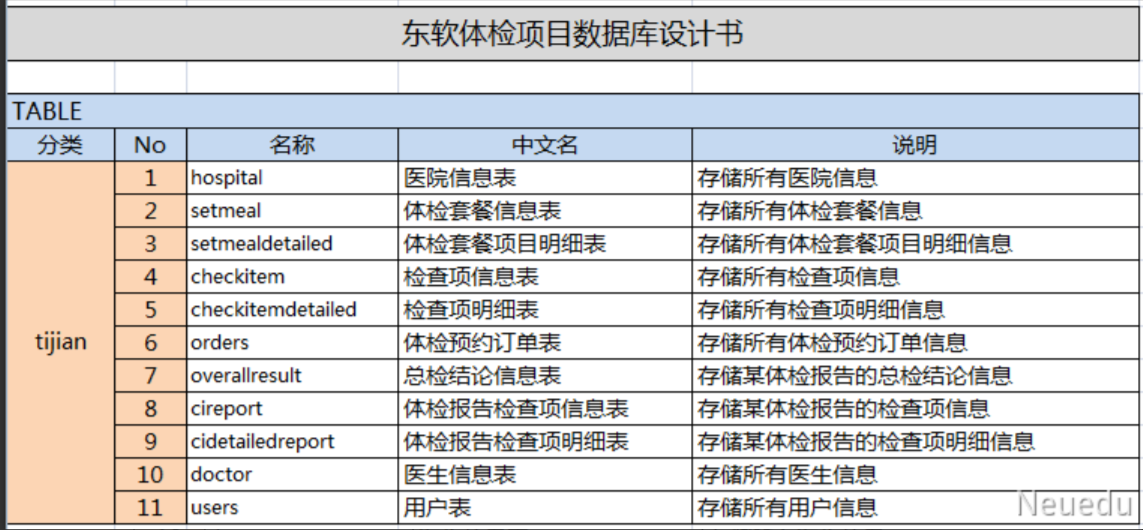 东软体检项目数据库设计书
TABLE
分类 No 名称 中文名 说明
1 hospital 医院信息表 存储所有医院信息
2 setmeal 体检套餐信息表 存储所有体检套餐信息
3 setmealdetailed 体检套餐项目明细表 存储所有体检套餐项目明细信息
4 checkitem 检查项信息表 存储所有检查项信息
5 checkitemdetailed 检查项明细表 存储所有检查项明细信息
tijian 6 orders 体检预约订单表 存储所有体检预约订单信息
7 overallresult 总检结论信息表 存储某体检报告的总检结论信息
8 cireport 体检报告检查项信息表 存储某体检报告的检查项信息
9 cidetailedreport 体检报告检查项明细表 存储某体检报告的检查项明细信息
10 doctor 医生信息表 存储所有医生信息
11 users 用户表 存储所有用户信息
Neuedu